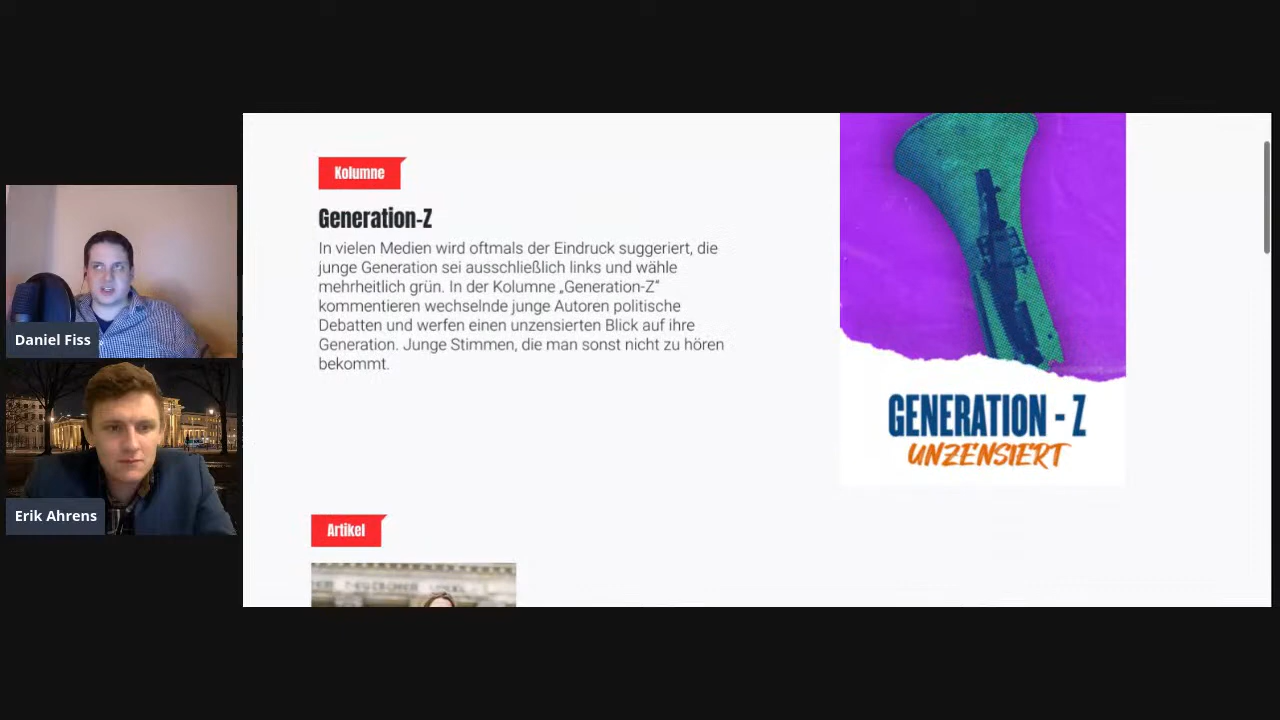 Daniel Fiss
Erik Ahrens
Kolumne
Generation-Z
In vielen Medien wird oftmals der Eindruck suggeriert, die
junge Generation sei ausschließlich links und wähle
mehrheitlich grün. In der Kolumne „Generation-Z“
kommentieren wechselnde junge Autoren politische
Debatten und werfen einen unzensierten Blick auf ihre
Generation. Junge Stimmen, die man sonst nicht zu hören
bekommt.
GENERATION - Z
UNZENSIERT
Artikel